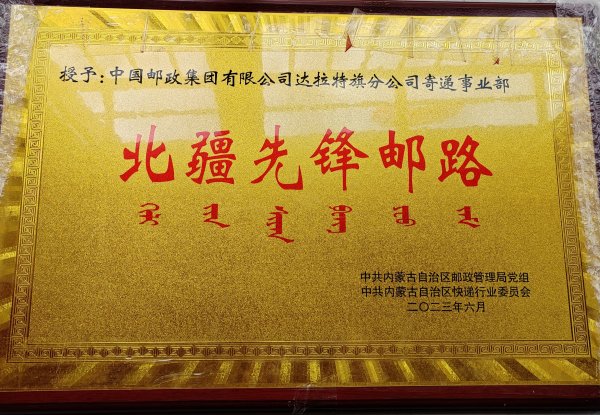 授予：中国邮政集团有限公司达拉特旗分公司寄递事业部
北疆先锋邮路
中共内蒙古自治区邮政管理局党组
中共内蒙古自治区快递行业委员会
二〇二三年六月